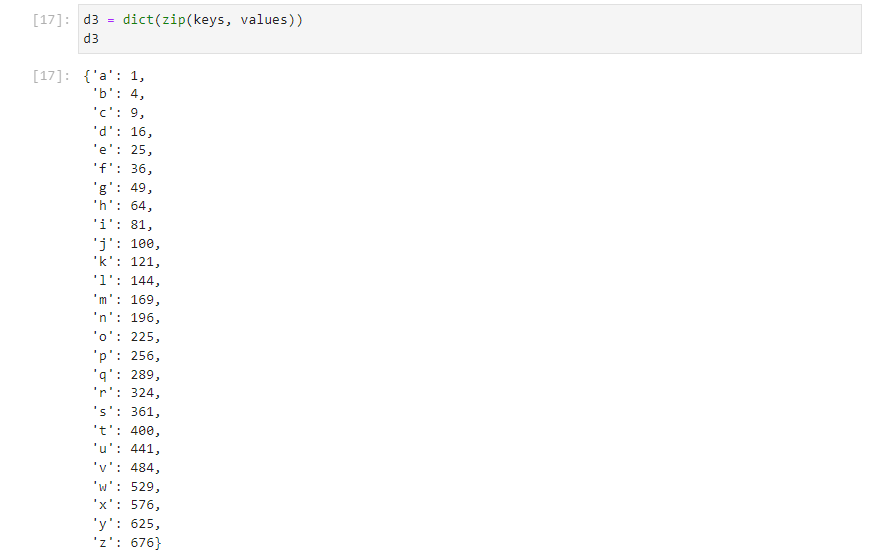 [17]: d3 = dict(zip(keys, values))
d3
[17]: {'a': 1,
'b': 4,
'c': 9,
'd': 16,
'e': 25,
'f': 36,
'g': 49,
'h': 64,
'i': 81,
'j': 100,
'k': 121,
'l': 144,
'm': 169,
'n': 196,
'o': 225,
'p': 256,
'q': 289,
'r': 324,
's': 361,
't': 400,
'u': 441,
'v': 484,
'w': 529,
'x': 576,
'y': 625,
'z': 676}